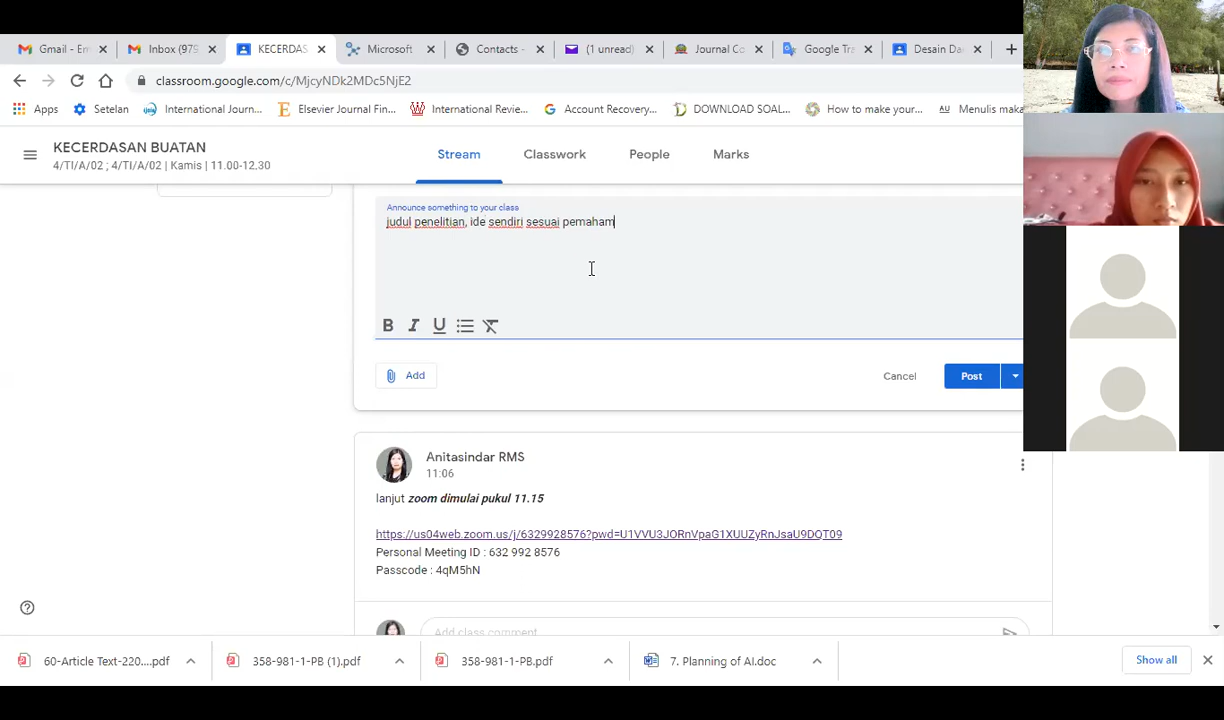 Gmail - Em
Inbox (979
KECERDAS
Microsoft
Contacts -
(1 unread)
Journal Co
Google Tra
Desain Da
classroom.google.com/c/MjcyNDk2MDc5NjE2
Apps
Setelan
International Journ...
Elsevier Journal Fin...
International Revie...
Account Recovery...
DOWNLOAD SOAL...
How to make your...
AU Menulis maka
KECERDASAN BUATAN
4/TI/A/02 ; 4/TI/A/02 | Kamis | 11.00-12.30
Stream
Classwork
People
Marks
Announce something to your class
judul penelitian, ide sendiri sesuai pemaham
B I U
Add
Cancel
Post
Anitasindar RMS
11:06
lanjut zoom dimulai pukul 11.15
https://us04web.zoom.us/j/6329928576?pwd=U1VVU3JORnVpaG1XUUZyRnJsaU9DQT09
Personal Meeting ID : 632 992 8576
Passcode : 4qM5hN
Add class comment
60-Article Text-220....pdf
358-981-1-PB (1).pdf
358-981-1-PB.pdf
7. Planning of AI.doc
Show all